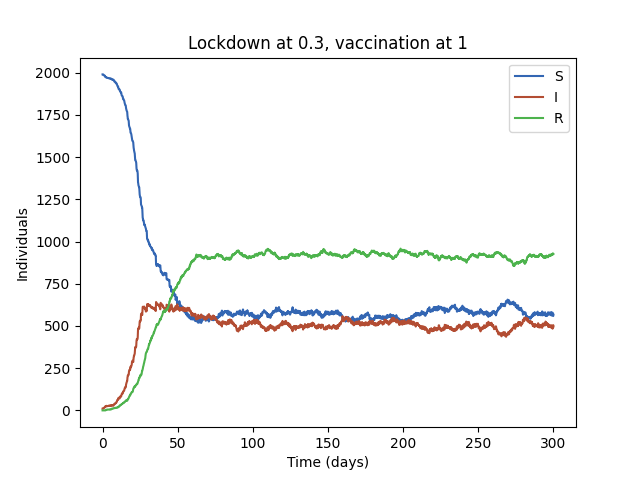 Lockdown at 0.3, vaccination at 1
S
I
R
2000
1750
1500
1250
1000
750
500
250
0
Individuals
0 50 100 150 200 250 300
Time (days)